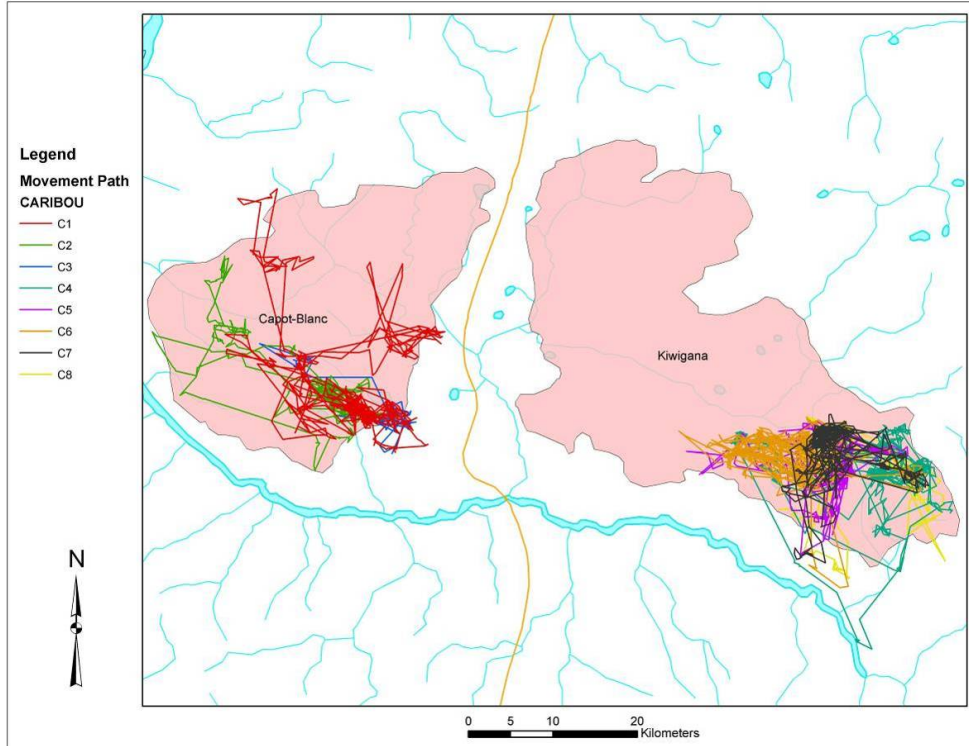 Legend
Movement Path
CARIBOU
C1
C2
C3
C4
C5
C6
C7
C8
Capot-Blanc
Kiwigana
N
0 5 10 20
Kilometers